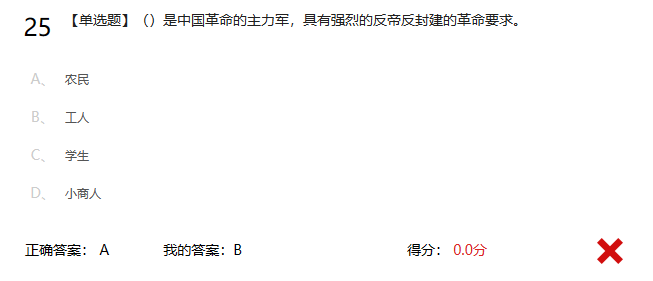 25 【单选题】（）是中国革命的主力军，具有强烈的反帝反封建的革命要求。
A、 农民
B、 工人
C、 学生
D、 小商人
正确答案： A 我的答案：B 得分： 0.0分